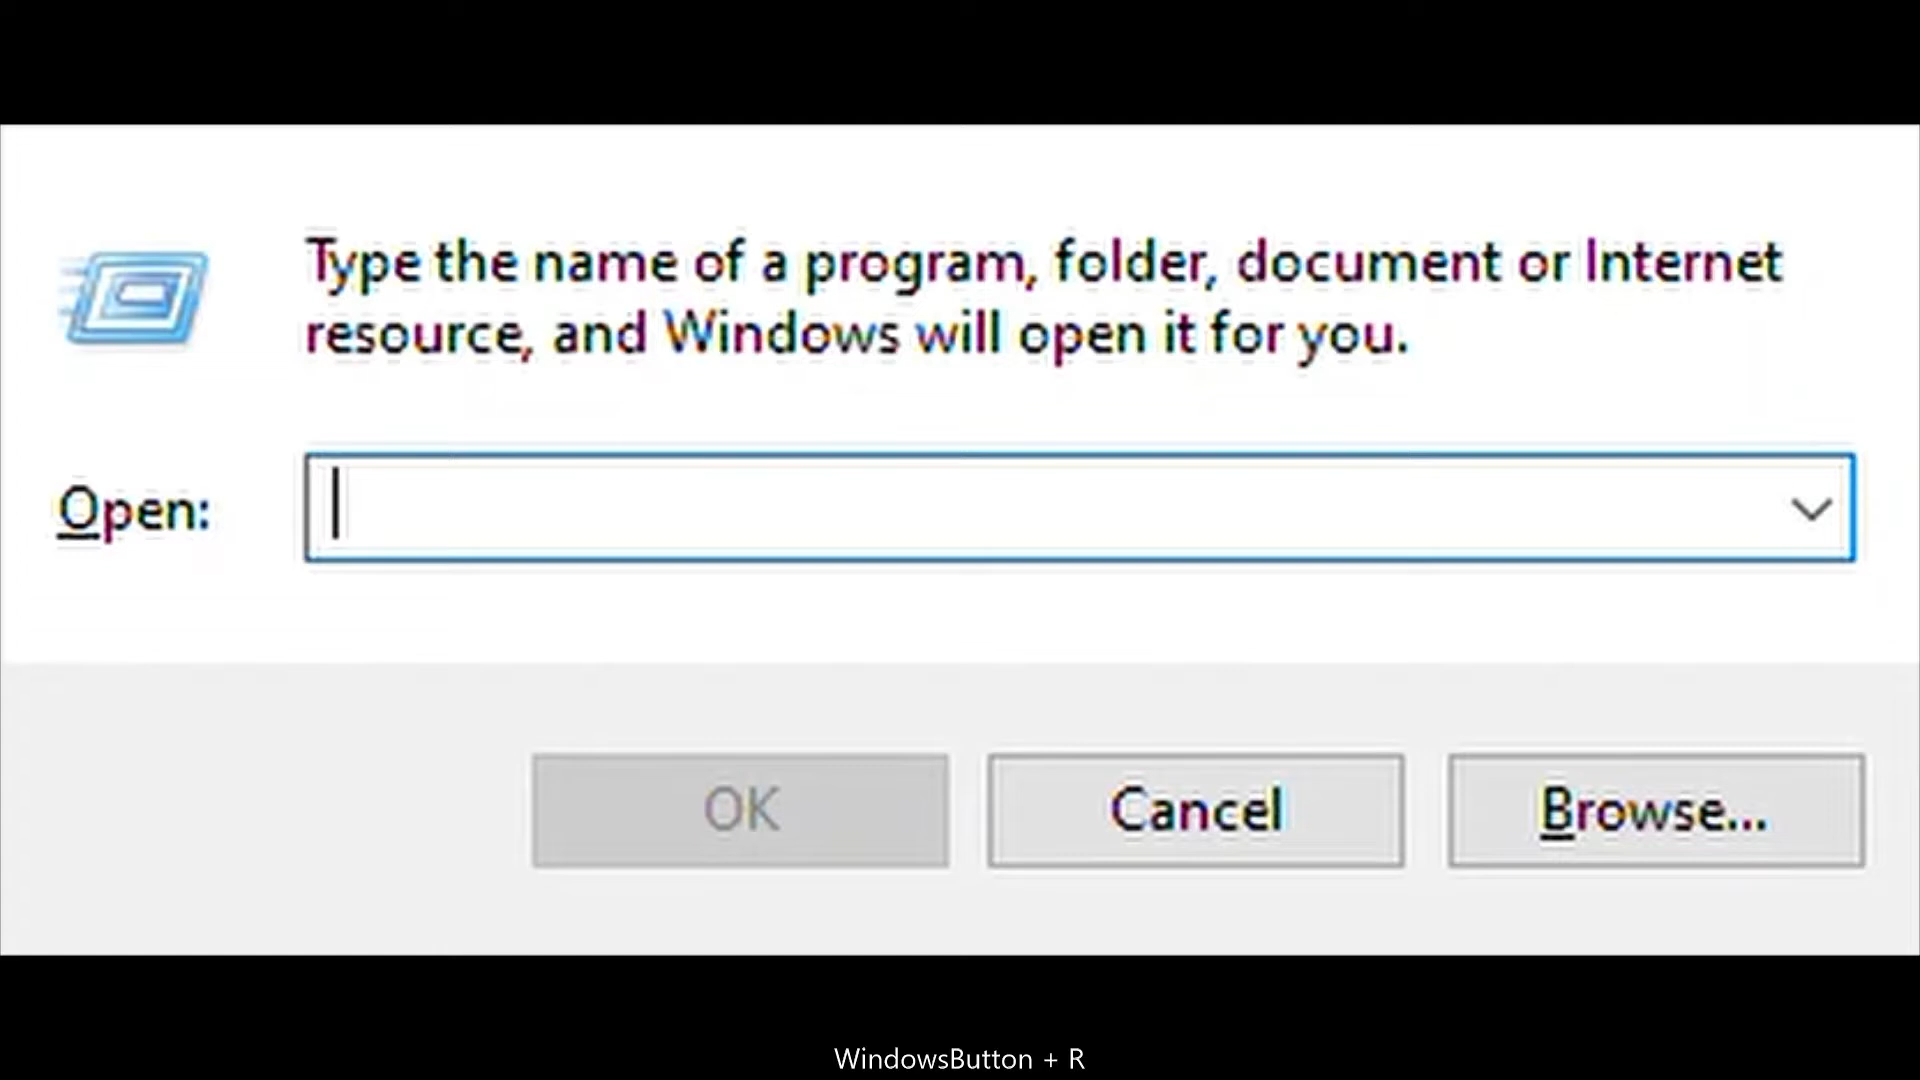 Type the name of a program, folder, document or Internet
resource, and Windows will open it for you.
Open:
OK Cancel Browse...
WindowsButton + R